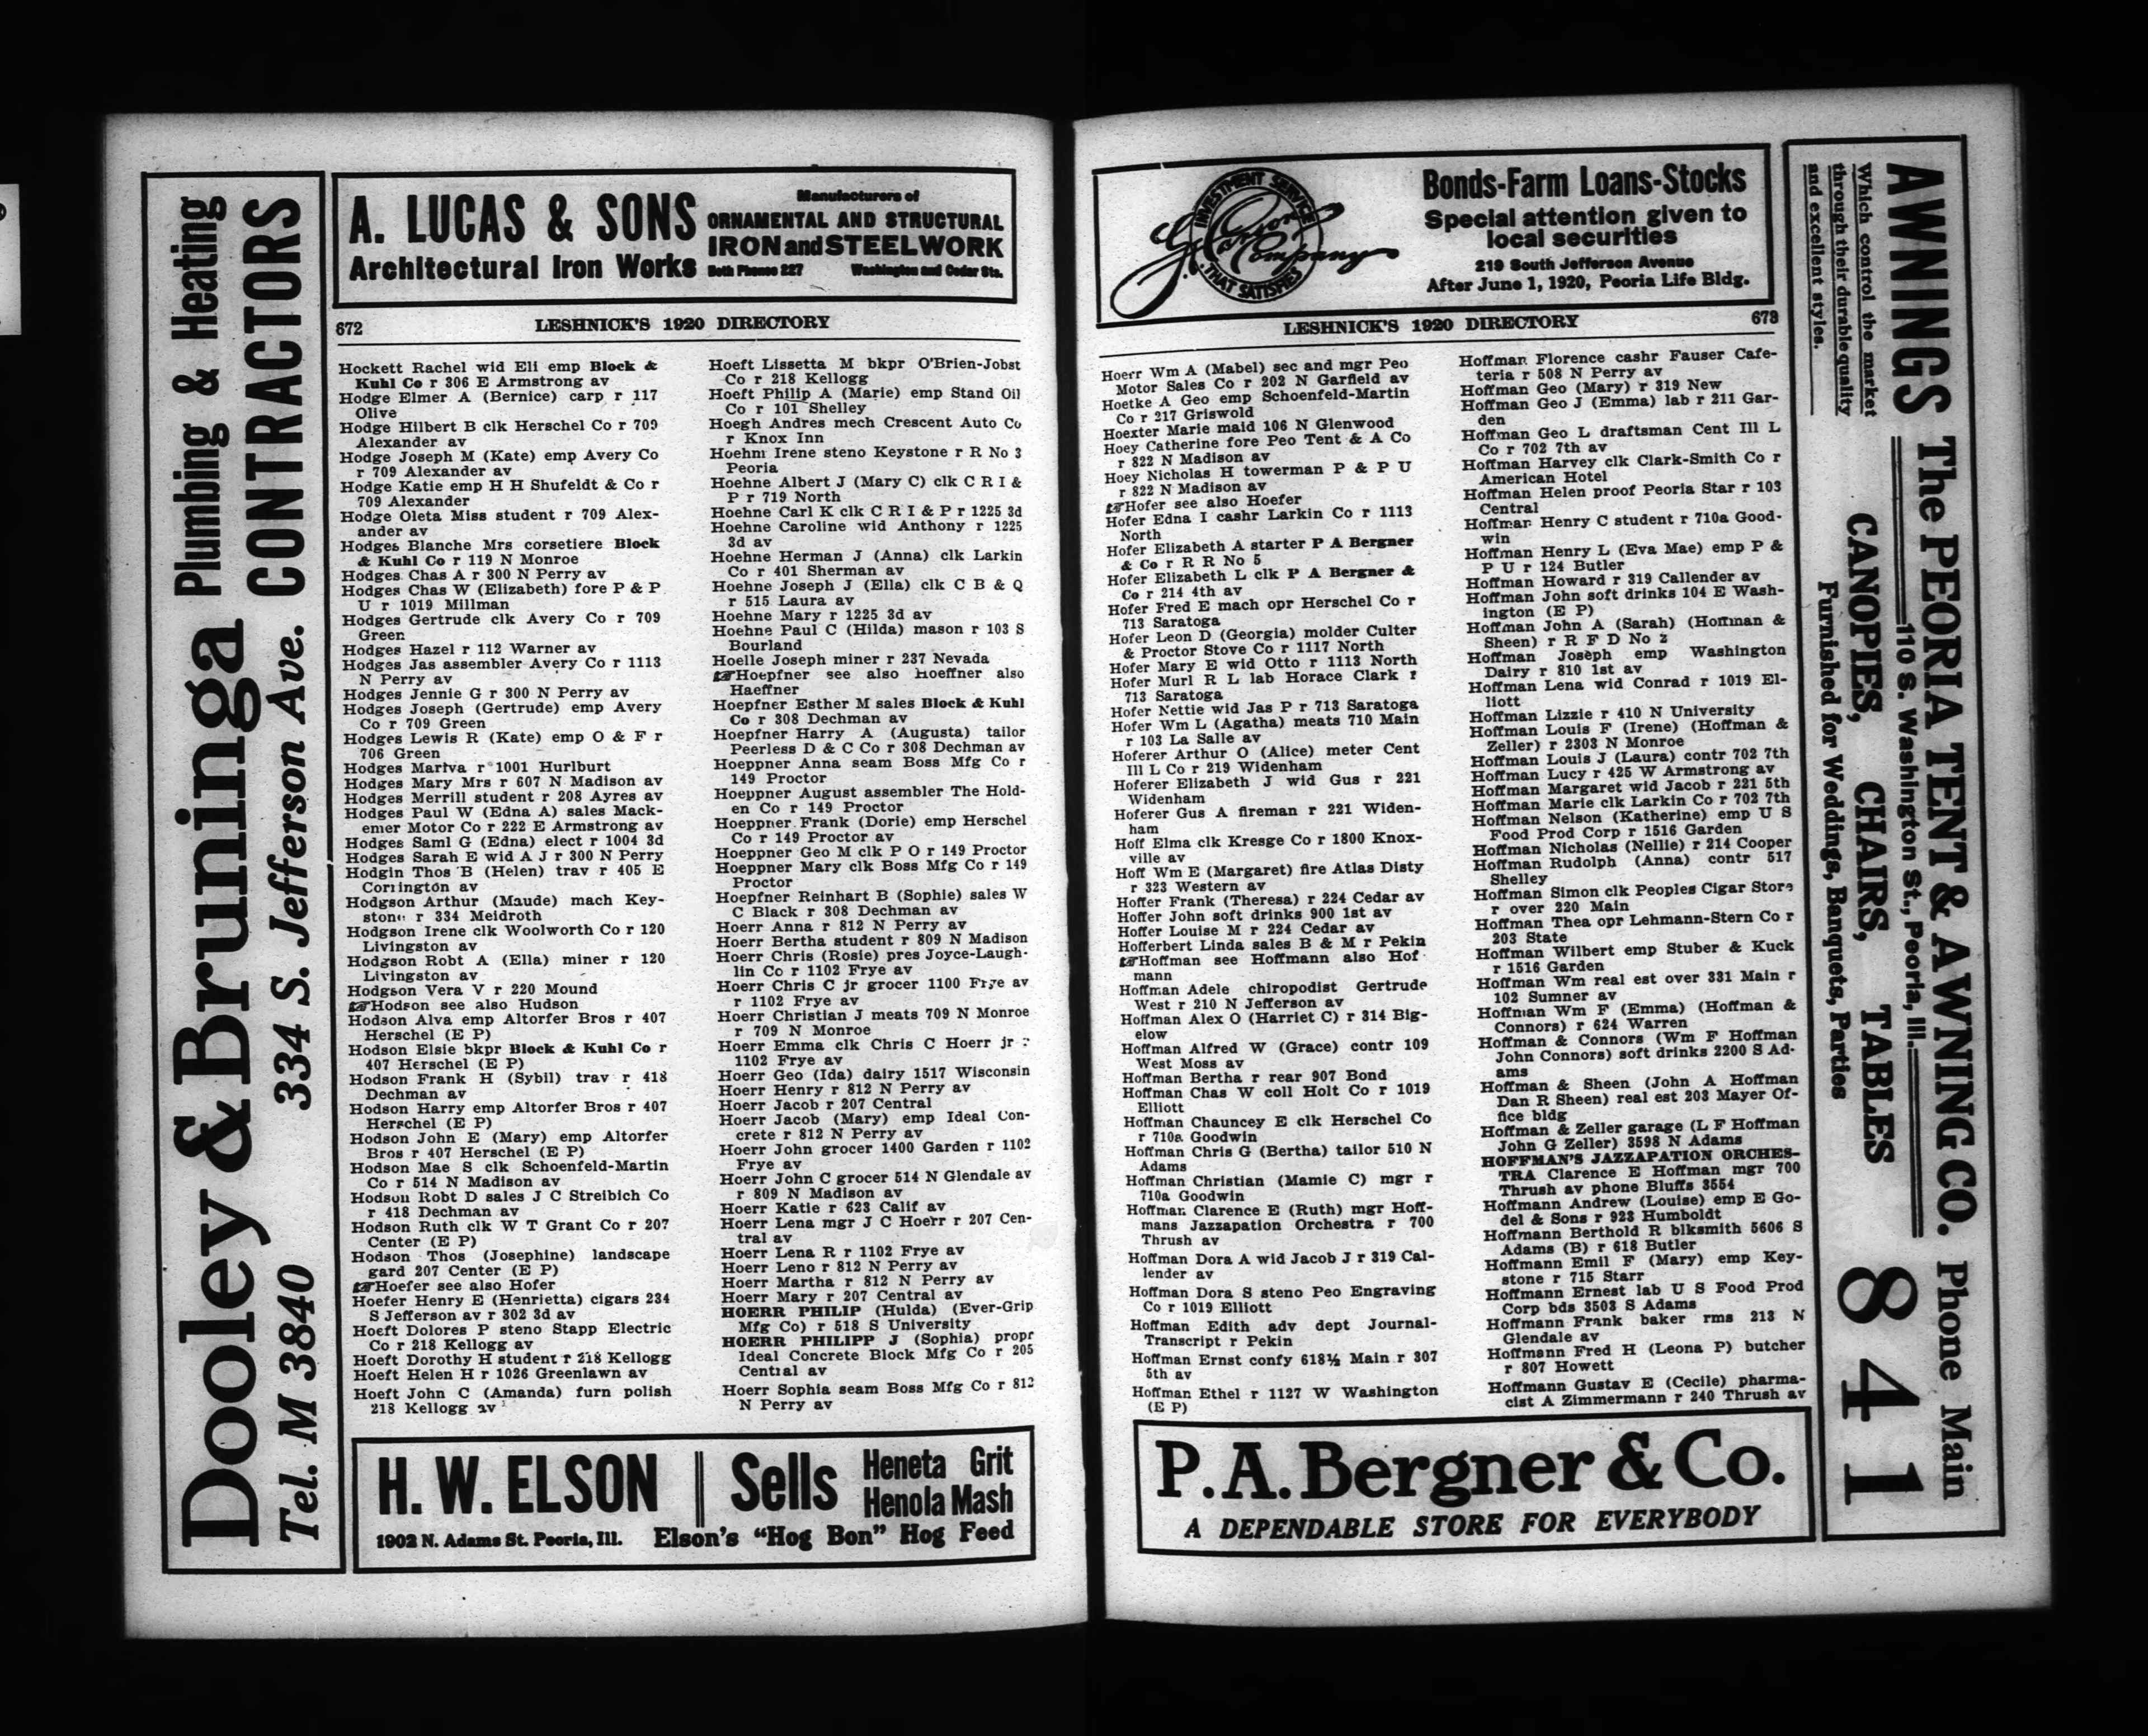 Dooley & Bruninga Plumbing & Heating
CONTRACTORS
Tel. M 3840 334 S. Jefferson Ave.
A. LUCAS & SONS
Architectural Iron Works
Manufacturers of
ORNAMENTAL AND STRUCTURAL
IRON and STEEL WORK
Both Phones 227 Washington and Cedar Sts.
672 LESHNICK'S 1920 DIRECTORY
Hockett Rachel wid Eli emp Block &
Kuhl Co r 306 E Armstrong av
Hodge Elmer A (Bernice) carp r 117
Olive
Hodge Hilbert B clk Herschel Co r 709
Alexander av
Hodge Joseph M (Kate) emp Avery Co
r 709 Alexander av
Hodge Katie emp H H Shufeldt & Co r
709 Alexander
Hodge Oleta Miss student r 709 Alex-
ander av
Hodges Blanche Mrs corsetiere Block
& Kuhl Co r 119 N Monroe
Hodges Chas A r 300 N Perry av
Hodges Chas W (Elizabeth) fore P & P
U r 1019 Millman
Hodges Gertrude clk Avery Co r 709
Green
Hodges Hazel r 112 Warner av
Hodges Jas assembler Avery Co r 1113
N Perry av
Hodges Jennie G r 300 N Perry av
Hodges Joseph (Gertrude) emp Avery
Co r 709 Green
Hodges Lewis R (Kate) emp O & F r
706 Green
Hodges Mariva r 1001 Hurlburt
Hodges Mary Mrs r 607 N Madison av
Hodges Merrill student r 208 Ayres av
Hodges Paul W (Edna A) sales Mack-
emer Motor Co r 222 E Armstrong av
Hodges Saml G (Edna) elect r 1004 3d
Hodges Sarah E wid A J r 300 N Perry
Hodgin Thos B (Helen) trav r 405 E
Corrington av
Hodgson Arthur (Maude) mach Key-
stone r 334 Meidroth
Hodgson Irene clk Woolworth Co r 120
Livingston av
Hodgson Robt A (Ella) miner r 120
Livingston av
Hodgson Vera V r 220 Mound
☞Hodson see also Hudson
Hodson Alva emp Altorfer Bros r 407
Herschel (E P)
Hodson Elsie bkpr Block & Kuhl Co r
407 Herschel (E P)
Hodson Frank H (Sybil) trav r 418
Dechman av
Hodson Harry emp Altorfer Bros r 407
Herschel (E P)
Hodson John E (Mary) emp Altorfer
Bros r 407 Herschel (E P)
Hodson Mae S clk Schoenfeld-Martin
Co r 514 N Madison av
Hodson Robt D sales J C Streibich Co
r 418 Dechman av
Hodson Ruth clk W T Grant Co r 207
Center (E P)
Hodson Thos (Josephine) landscape
gard 207 Center (E P)
☞Hoefer see also Hofer
Hoefer Henry E (Henrietta) cigars 234
S Jefferson av r 302 3d av
Hoeft Dolores P steno Stapp Electric
Co r 218 Kellogg av
Hoeft Dorothy H student r 218 Kellogg
Hoeft Helen H r 1026 Greenlawn av
Hoeft John C (Amanda) furn polish
218 Kellogg av
Hoeft Lissetta M bkpr O'Brien-Jobst
Co r 218 Kellogg
Hoeft Philip A (Marie) emp Stand Oil
Co r 101 Shelley
Hoegh Andres mech Crescent Auto Co
r Knox Inn
Hoehm Irene steno Keystone r R No 3
Peoria
Hoehne Albert J (Mary C) clk C R I &
P r 719 North
Hoehne Carl K clk C R I & P r 1225 3d
Hoehne Caroline wid Anthony r 1225
3d av
Hoehne Herman J (Anna) clk Larkin
Co r 401 Sherman av
Hoehne Joseph J (Ella) clk C B & Q
r 515 Laura av
Hoehne Mary r 1225 3d av
Hoehne Paul C (Hilda) mason r 103 S
Bourland
Hoelle Joseph miner r 237 Nevada
☞Hoepfner see also Hoeffner also
Haeffner
Hoepfner Esther M sales Block & Kuhl
Co r 308 Dechman av
Hoepfner Harry A (Augusta) tailor
Peerless D & C Co r 308 Dechman av
Hoeppner Anna seam Boss Mfg Co r
149 Proctor
Hoeppner August assembler The Hold-
en Co r 149 Proctor
Hoeppner Frank (Dorie) emp Herschel
Co r 149 Proctor av
Hoeppner Geo M clk P O r 149 Proctor
Hoeppner Mary clk Boss Mfg Co r 149
Proctor
Hoepfner Reinhart B (Sophie) sales W
C Black r 308 Dechman av
Hoerr Anna r 812 N Perry av
Hoerr Bertha student r 809 N Madison
Hoerr Chris (Rosie) pres Joyce-Laugh-
lin Co r 1102 Frye av
Hoerr Chris C jr grocer 1100 Frye av
r 1102 Frye av
Hoerr Christian J meats 709 N Monroe
r 709 N Monroe
Hoerr Emma clk Chris C Hoerr jr r
1102 Frye av
Hoerr Geo (Ida) dairy 1517 Wisconsin
Hoerr Henry r 812 N Perry av
Hoerr Jacob r 207 Central
Hoerr Jacob (Mary) emp Ideal Con-
crete r 812 N Perry av
Hoerr John grocer 1400 Garden r 1102
Frye av
Hoerr John C grocer 514 N Glendale av
r 809 N Madison av
Hoerr Katie r 623 Calif av
Hoerr Lena mgr J C Hoerr r 207 Cen-
tral av
Hoerr Lena R r 1102 Frye av
Hoerr Leno r 812 N Perry av
Hoerr Martha r 812 N Perry av
Hoerr Mary r 207 Central av
HOERR PHILIP (Hulda) (Ever-Grip
Mfg Co) r 518 S University
HOERR PHILIPP J (Sophia) propr
Ideal Concrete Block Mfg Co r 205
Central av
Hoerr Sophia seam Boss Mfg Co r 812
N Perry av
H. W. ELSON
1902 N. Adams St. Peoria, Ill.
Sells Heneta Grit
Henola Mash
Elson's "Hog Bon" Hog Feed
INVESTMENT SERVICE
Company
THAT SATISFIES
Bonds-Farm Loans-Stocks
Special attention given to
local securities
219 South Jefferson Avenue
After June 1, 1920, Peoria Life Bldg.
LESHNICK'S 1920 DIRECTORY 673
Hoerr Wm A (Mabel) sec and mgr Peo
Motor Sales Co r 202 N Garfield av
Hoetke A Geo emp Schoenfeld-Martin
Co r 217 Griswold
Hoexter Marie maid 106 N Glenwood
Hoey Catherine fore Peo Tent & A Co
r 822 N Madison av
Hoey Nicholas H towerman P & P U
r 822 N Madison av
☞Hofer see also Hoefer
Hofer Edna I cashr Larkin Co r 1113
North
Hofer Elizabeth A starter P A Bergner
& Co r R R No 5
Hofer Elizabeth L clk P A Bergner &
Co r 214 4th av
Hofer Fred E mach opr Herschel Co r
713 Saratoga
Hofer Leon D (Georgia) molder Culter
& Proctor Stove Co r 1117 North
Hofer Mary E wid Otto r 1113 North
Hofer Murl R L lab Horace Clark r
713 Saratoga
Hofer Nettie wid Jas P r 713 Saratoga
Hofer Wm L (Agatha) meats 710 Main
r 103 La Salle av
Hoferer Arthur O (Alice) meter Cent
Ill L Co r 219 Widenham
Hoferer Elizabeth J wid Gus r 221
Widenham
Hoferer Gus A fireman r 221 Widen-
ham
Hoff Elma clk Kresge Co r 1800 Knox-
ville av
Hoff Wm E (Margaret) fire Atlas Disty
r 323 Western av
Hoffer Frank (Theresa) r 224 Cedar av
Hoffer John soft drinks 900 1st av
Hoffer Louise M r 224 Cedar av
Hofferbert Linda sales B & M r Pekin
☞Hoffman see Hoffmann also Hof
mann
Hoffman Adele chiropodist Gertrude
West r 210 N Jefferson av
Hoffman Alex O (Harriet C) r 314 Big-
elow
Hoffman Alfred W (Grace) contr 109
West Moss av
Hoffman Bertha r rear 907 Bond
Hoffman Chas W coll Holt Co r 1019
Elliott
Hoffman Chauncey E clk Herschel Co
r 710a Goodwin
Hoffman Chris G (Bertha) tailor 510 N
Adams
Hoffman Christian (Mamie C) mgr r
710a Goodwin
Hoffman Clarence E (Ruth) mgr Hoff-
mans Jazzapation Orchestra r 700
Thrush av
Hoffman Dora A wid Jacob J r 319 Cal-
lender av
Hoffman Dora S steno Peo Engraving
Co r 1019 Elliott
Hoffman Edith adv dept Journal-
Transcript r Pekin
Hoffman Ernst confy 618½ Main r 307
5th av
Hoffman Ethel r 1127 W Washington
(E P)
Hoffman Florence cashr Fauser Cafe-
teria r 508 N Perry av
Hoffman Geo (Mary) r 319 New
Hoffman Geo J (Emma) lab r 211 Gar-
den
Hoffman Geo L draftsman Cent Ill L
Co r 702 7th av
Hoffman Harvey clk Clark-Smith Co r
American Hotel
Hoffman Helen proof Peoria Star r 103
Central
Hoffman Henry C student r 710a Good-
win
Hoffman Henry L (Eva Mae) emp P &
P U r 124 Butler
Hoffman Howard r 319 Callender av
Hoffman John soft drinks 104 E Wash-
ington (E P)
Hoffman John A (Sarah) (Hoffman &
Sheen) r R F D No 2
Hoffman Joseph emp Washington
Dairy r 810 1st av
Hoffman Lena wid Conrad r 1019 El-
liott
Hoffman Lizzie r 410 N University
Hoffman Louis F (Irene) (Hoffman &
Zeller) r 2303 N Monroe
Hoffman Louis J (Laura) contr 702 7th
Hoffman Lucy r 425 W Armstrong av
Hoffman Margaret wid Jacob r 221 5th
Hoffman Marie clk Larkin Co r 702 7th
Hoffman Nelson (Katherine) emp U S
Food Prod Corp r 1516 Garden
Hoffman Nicholas (Nellie) r 214 Cooper
Hoffman Rudolph (Anna) contr 517
Shelley
Hoffman Simon clk Peoples Cigar Store
r over 220 Main
Hoffman Thea opr Lehmann-Stern Co r
203 State
Hoffman Wilbert emp Stuber & Kuck
r 1516 Garden
Hoffman Wm real est over 331 Main r
102 Sumner av
Hoffman Wm F (Emma) (Hoffman &
Connors) r 624 Warren
Hoffman & Connors (Wm F Hoffman
John Connors) soft drinks 2200 S Ad-
ams
Hoffman & Sheen (John A Hoffman
Dan R Sheen) real est 203 Mayer Of-
fice bldg
Hoffman & Zeller garage (L F Hoffman
John G Zeller) 3598 N Adams
HOFFMAN'S JAZZAPATION ORCHES-
TRA Clarence E Hoffman mgr 700
Thrush av phone Bluffs 3554
Hoffmann Andrew (Louise) emp E Go-
del & Sons r 923 Humboldt
Hoffmann Berthold R blksmith 5606 S
Adams (B) r 618 Butler
Hoffmann Emil F (Mary) emp Key-
stone r 715 Starr
Hoffmann Ernest lab U S Food Prod
Corp bds 3503 S Adams
Hoffmann Frank baker rms 213 N
Glendale av
Hoffmann Fred H (Leona P) butcher
r 807 Howett
Hoffmann Gustav E (Cecile) pharma-
cist A Zimmermann r 240 Thrush av
P. A. Bergner & Co.
A DEPENDABLE STORE FOR EVERYBODY
AWNINGS
Which control the market
through their durable quality
and excellent styles.
The PEORIA TENT & AWNING CO.
110 S. Washington St., Peoria, Ill.
CANOPIES, CHAIRS, TABLES
Furnished for Weddings, Banquets, Parties
Phone Main
841